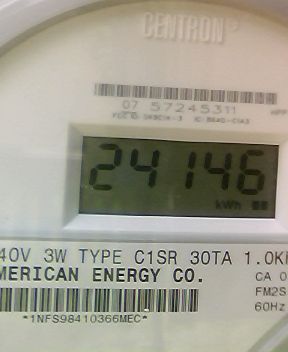 CENTRON®
07 57245311
24146
kWh
40V 3W TYPE C1SR 30TA 1.0K
MERICAN ENERGY CO.
CA 0
FM2S
60Hz
*1NFS98410366MEC*